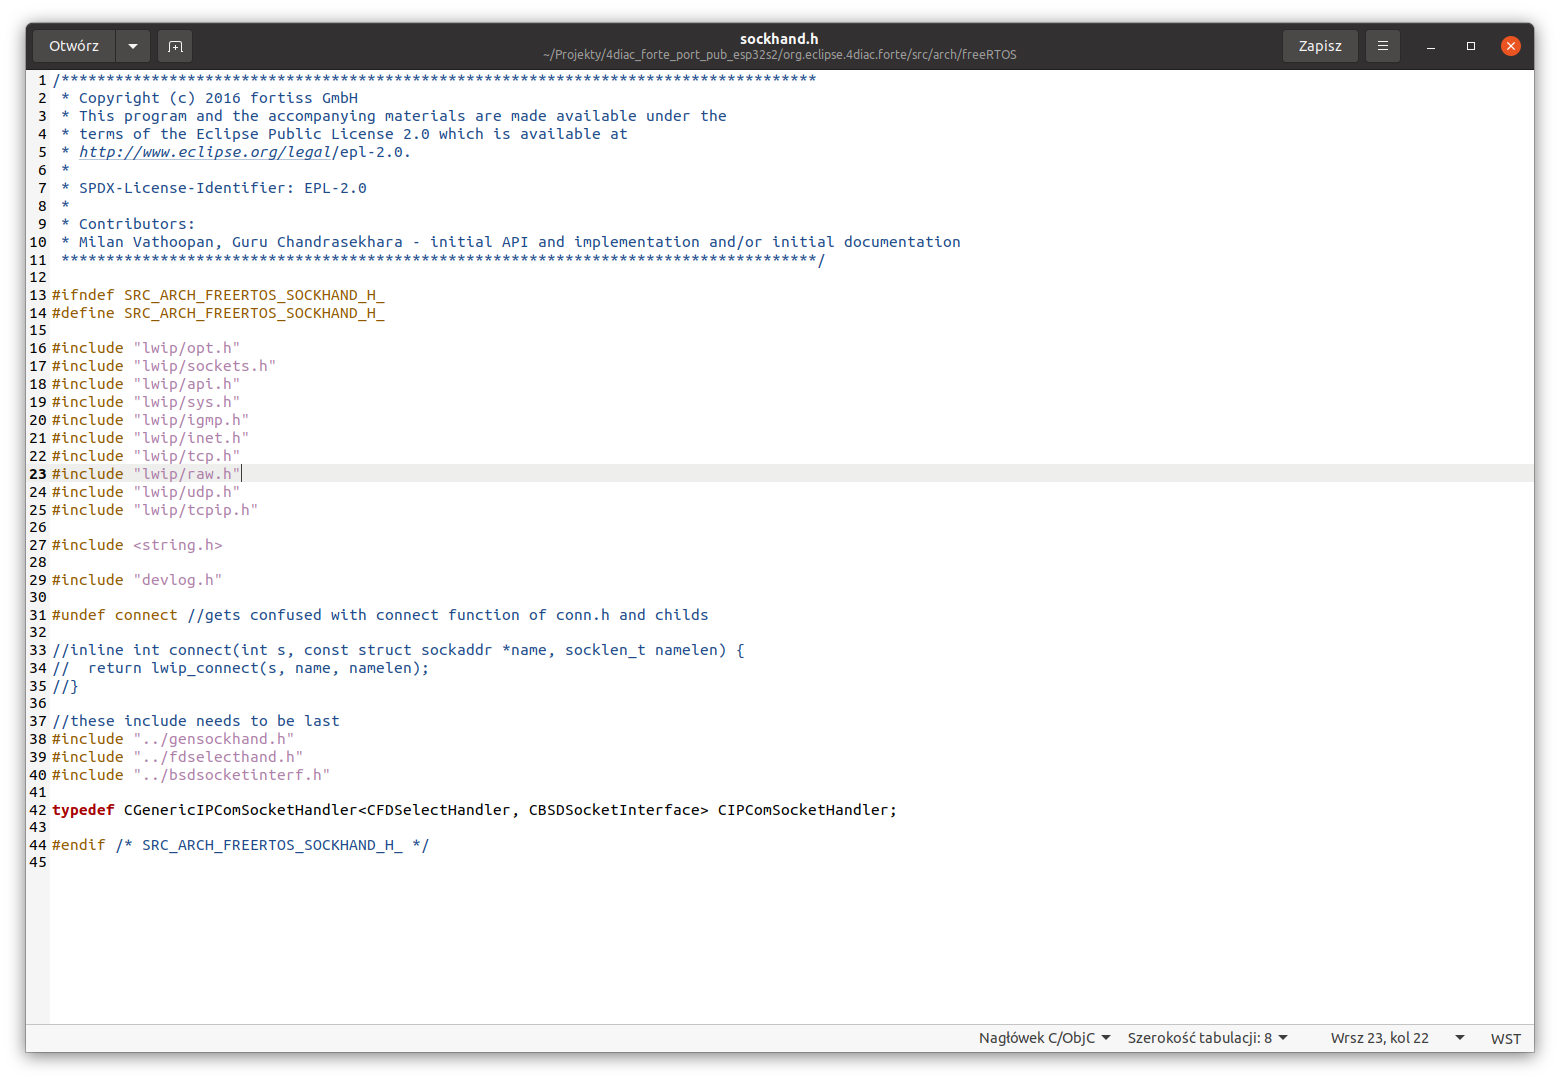 Otwórz
sockhand.h
~/Projekty/4diac_forte_port_pub_esp32s2/org.eclipse.4diac.forte/src/arch/freeRTOS
Zapisz
1 /************************************************************************************
2  * Copyright (c) 2016 fortiss GmbH
3  * This program and the accompanying materials are made available under the
4  * terms of the Eclipse Public License 2.0 which is available at
5  * http://www.eclipse.org/legal/epl-2.0.
6  *
7  * SPDX-License-Identifier: EPL-2.0
8  *
9  * Contributors:
10  * Milan Vathoopan, Guru Chandrasekhara - initial API and implementation and/or initial documentation
11  ************************************************************************************/
12
13 #ifndef SRC_ARCH_FREERTOS_SOCKHAND_H_
14 #define SRC_ARCH_FREERTOS_SOCKHAND_H_
15
16 #include "lwip/opt.h"
17 #include "lwip/sockets.h"
18 #include "lwip/api.h"
19 #include "lwip/sys.h"
20 #include "lwip/igmp.h"
21 #include "lwip/inet.h"
22 #include "lwip/tcp.h"
23 #include "lwip/raw.h"
24 #include "lwip/udp.h"
25 #include "lwip/tcpip.h"
26
27 #include <string.h>
28
29 #include "devlog.h"
30
31 #undef connect //gets confused with connect function of conn.h and childs
32
33 //inline int connect(int s, const struct sockaddr *name, socklen_t namelen) {
34 //  return lwip_connect(s, name, namelen);
35 //}
36
37 //these include needs to be last
38 #include "../gensockhand.h"
39 #include "../fdselecthand.h"
40 #include "../bsdsocketinterf.h"
41
42 typedef CGenericIPComSocketHandler<CFDSelectHandler, CBSDSocketInterface> CIPComSocketHandler;
43
44 #endif /* SRC_ARCH_FREERTOS_SOCKHAND_H_ */
45
Nagłówek C/ObjC Szerokość tabulacji: 8 Wrsz 23, kol 22 WST